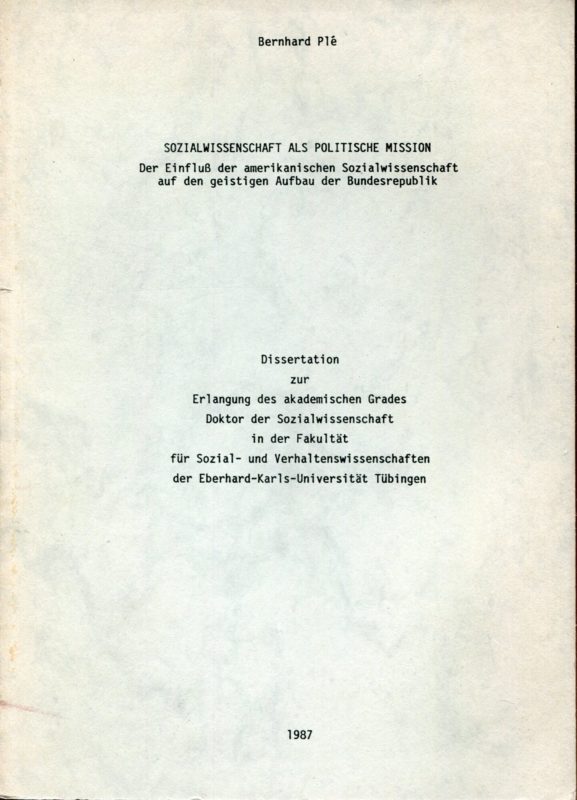 Bernhard Plé
SOZIALWISSENSCHAFT ALS POLITISCHE MISSION
Der Einfluß der amerikanischen Sozialwissenschaft
auf den geistigen Aufbau der Bundesrepublik
Dissertation
zur
Erlangung des akademischen Grades
Doktor der Sozialwissenschaft
in der Fakultät
für Sozial- und Verhaltenswissenschaften
der Eberhard-Karls-Universität Tübingen
1987